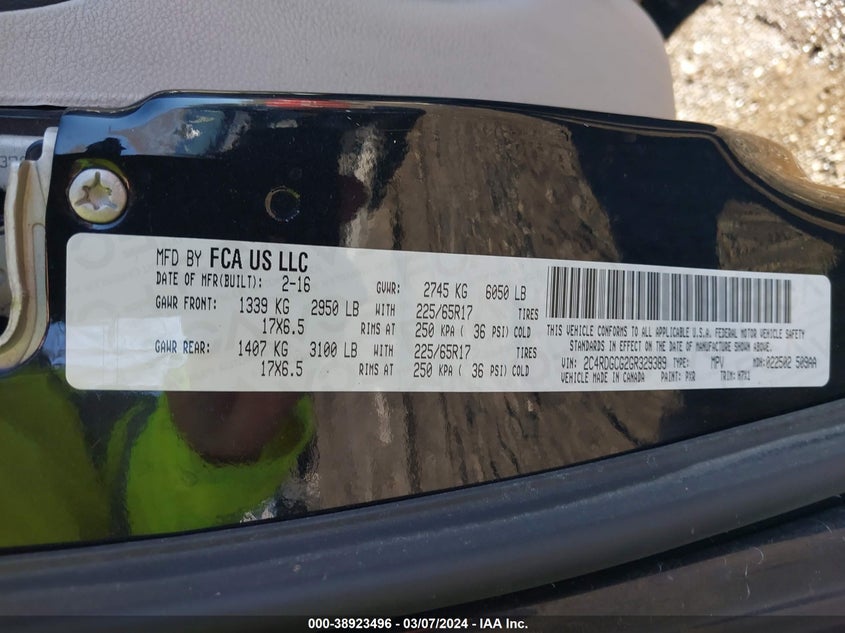 MFD BY FCA US LLC
DATE OF MFR(BUILT): 2-16 GVWR: 2745 KG 6050 LB
GAWR FRONT: 1339 KG 2950 LB WITH 225/65R17 TIRES
17X6.5 RIMS AT 250 KPA ( 36 PSI) COLD
GAWR REAR: 1407 KG 3100 LB WITH 225/65R17 TIRES
17X6.5 RIMS AT 250 KPA ( 36 PSI) COLD
THIS VEHICLE CONFORMS TO ALL APPLICABLE U.S.A. FEDERAL MOTOR VEHICLE SAFETY
STANDARDS IN EFFECT ON THE DATE OF MANUFACTURE SHOWN ABOVE.
VIN: 2C4RDGCG2GR329389 TYPE: MPV MDH: 022502 509AA
VEHICLE MADE IN CANADA PAINT: PXR TRIM: H7X1
000-38923496 - 03/07/2024 - IAA Inc.